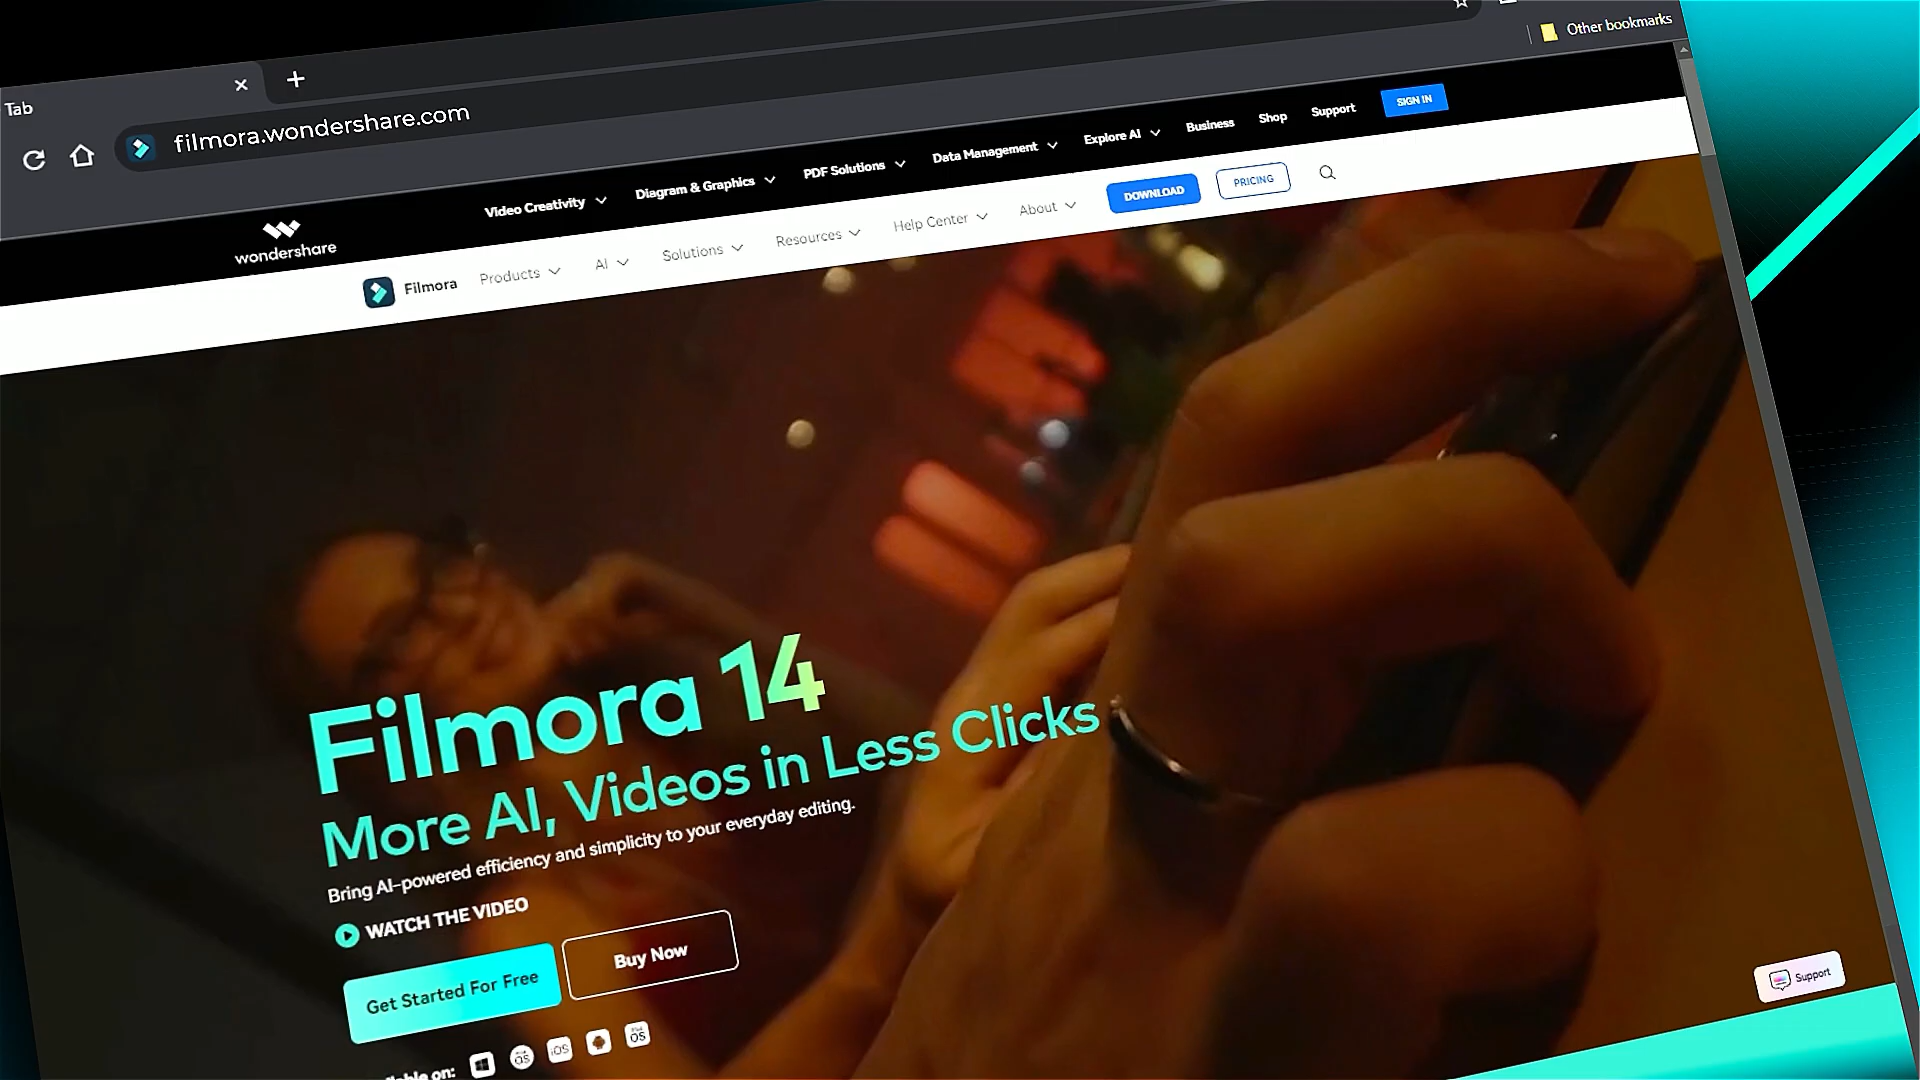 Other bookmarks
Tab
filmora.wondershare.com
wondershare
Video Creativity
Diagram & Graphics
PDF Solutions
Data Management
Explore AI
Business
Shop
Support
SIGN IN
Filmora
Products
AI
Solutions
Resources
Help Center
About
DOWNLOAD
PRICING
Filmora 14
More AI, Videos in Less Clicks
Bring AI-powered efficiency and simplicity to your everyday editing.
WATCH THE VIDEO
Get Started For Free
Buy Now
on:
iOS
Support